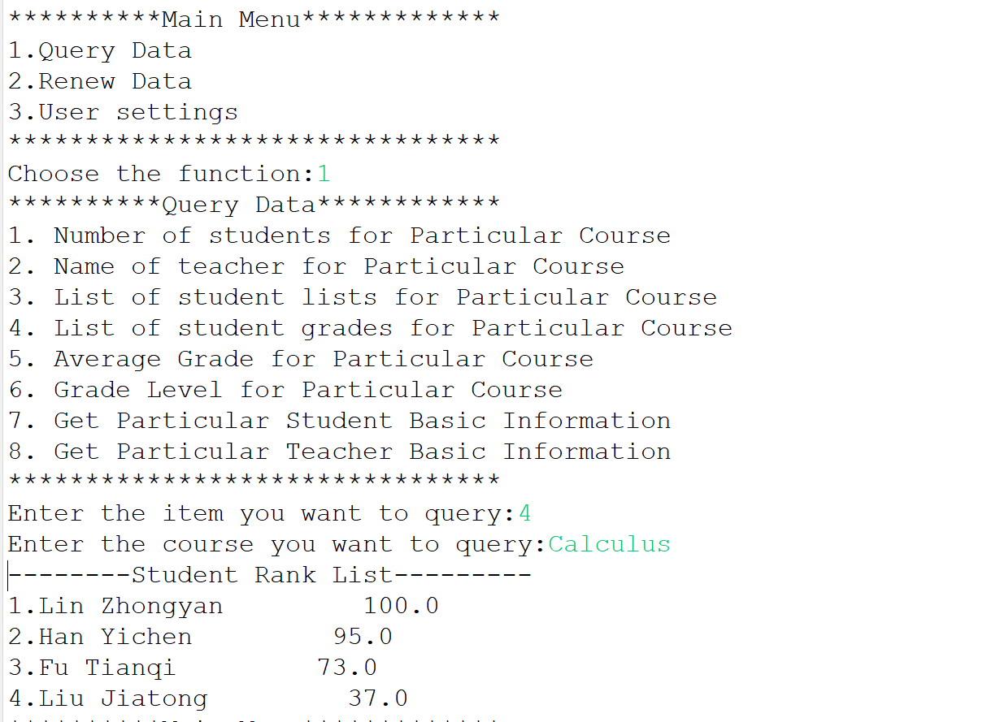 **********Main Menu*************
1.Query Data
2.Renew Data
3.User settings
********************************
Choose the function:1
**********Query Data************
1. Number of students for Particular Course
2. Name of teacher for Particular Course
3. List of student lists for Particular Course
4. List of student grades for Particular Course
5. Average Grade for Particular Course
6. Grade Level for Particular Course
7. Get Particular Student Basic Information
8. Get Particular Teacher Basic Information
********************************
Enter the item you want to query:4
Enter the course you want to query:Calculus
--------Student Rank List---------
1.Lin Zhongyan         100.0
2.Han Yichen         95.0
3.Fu Tianqi         73.0
4.Liu Jiatong         37.0